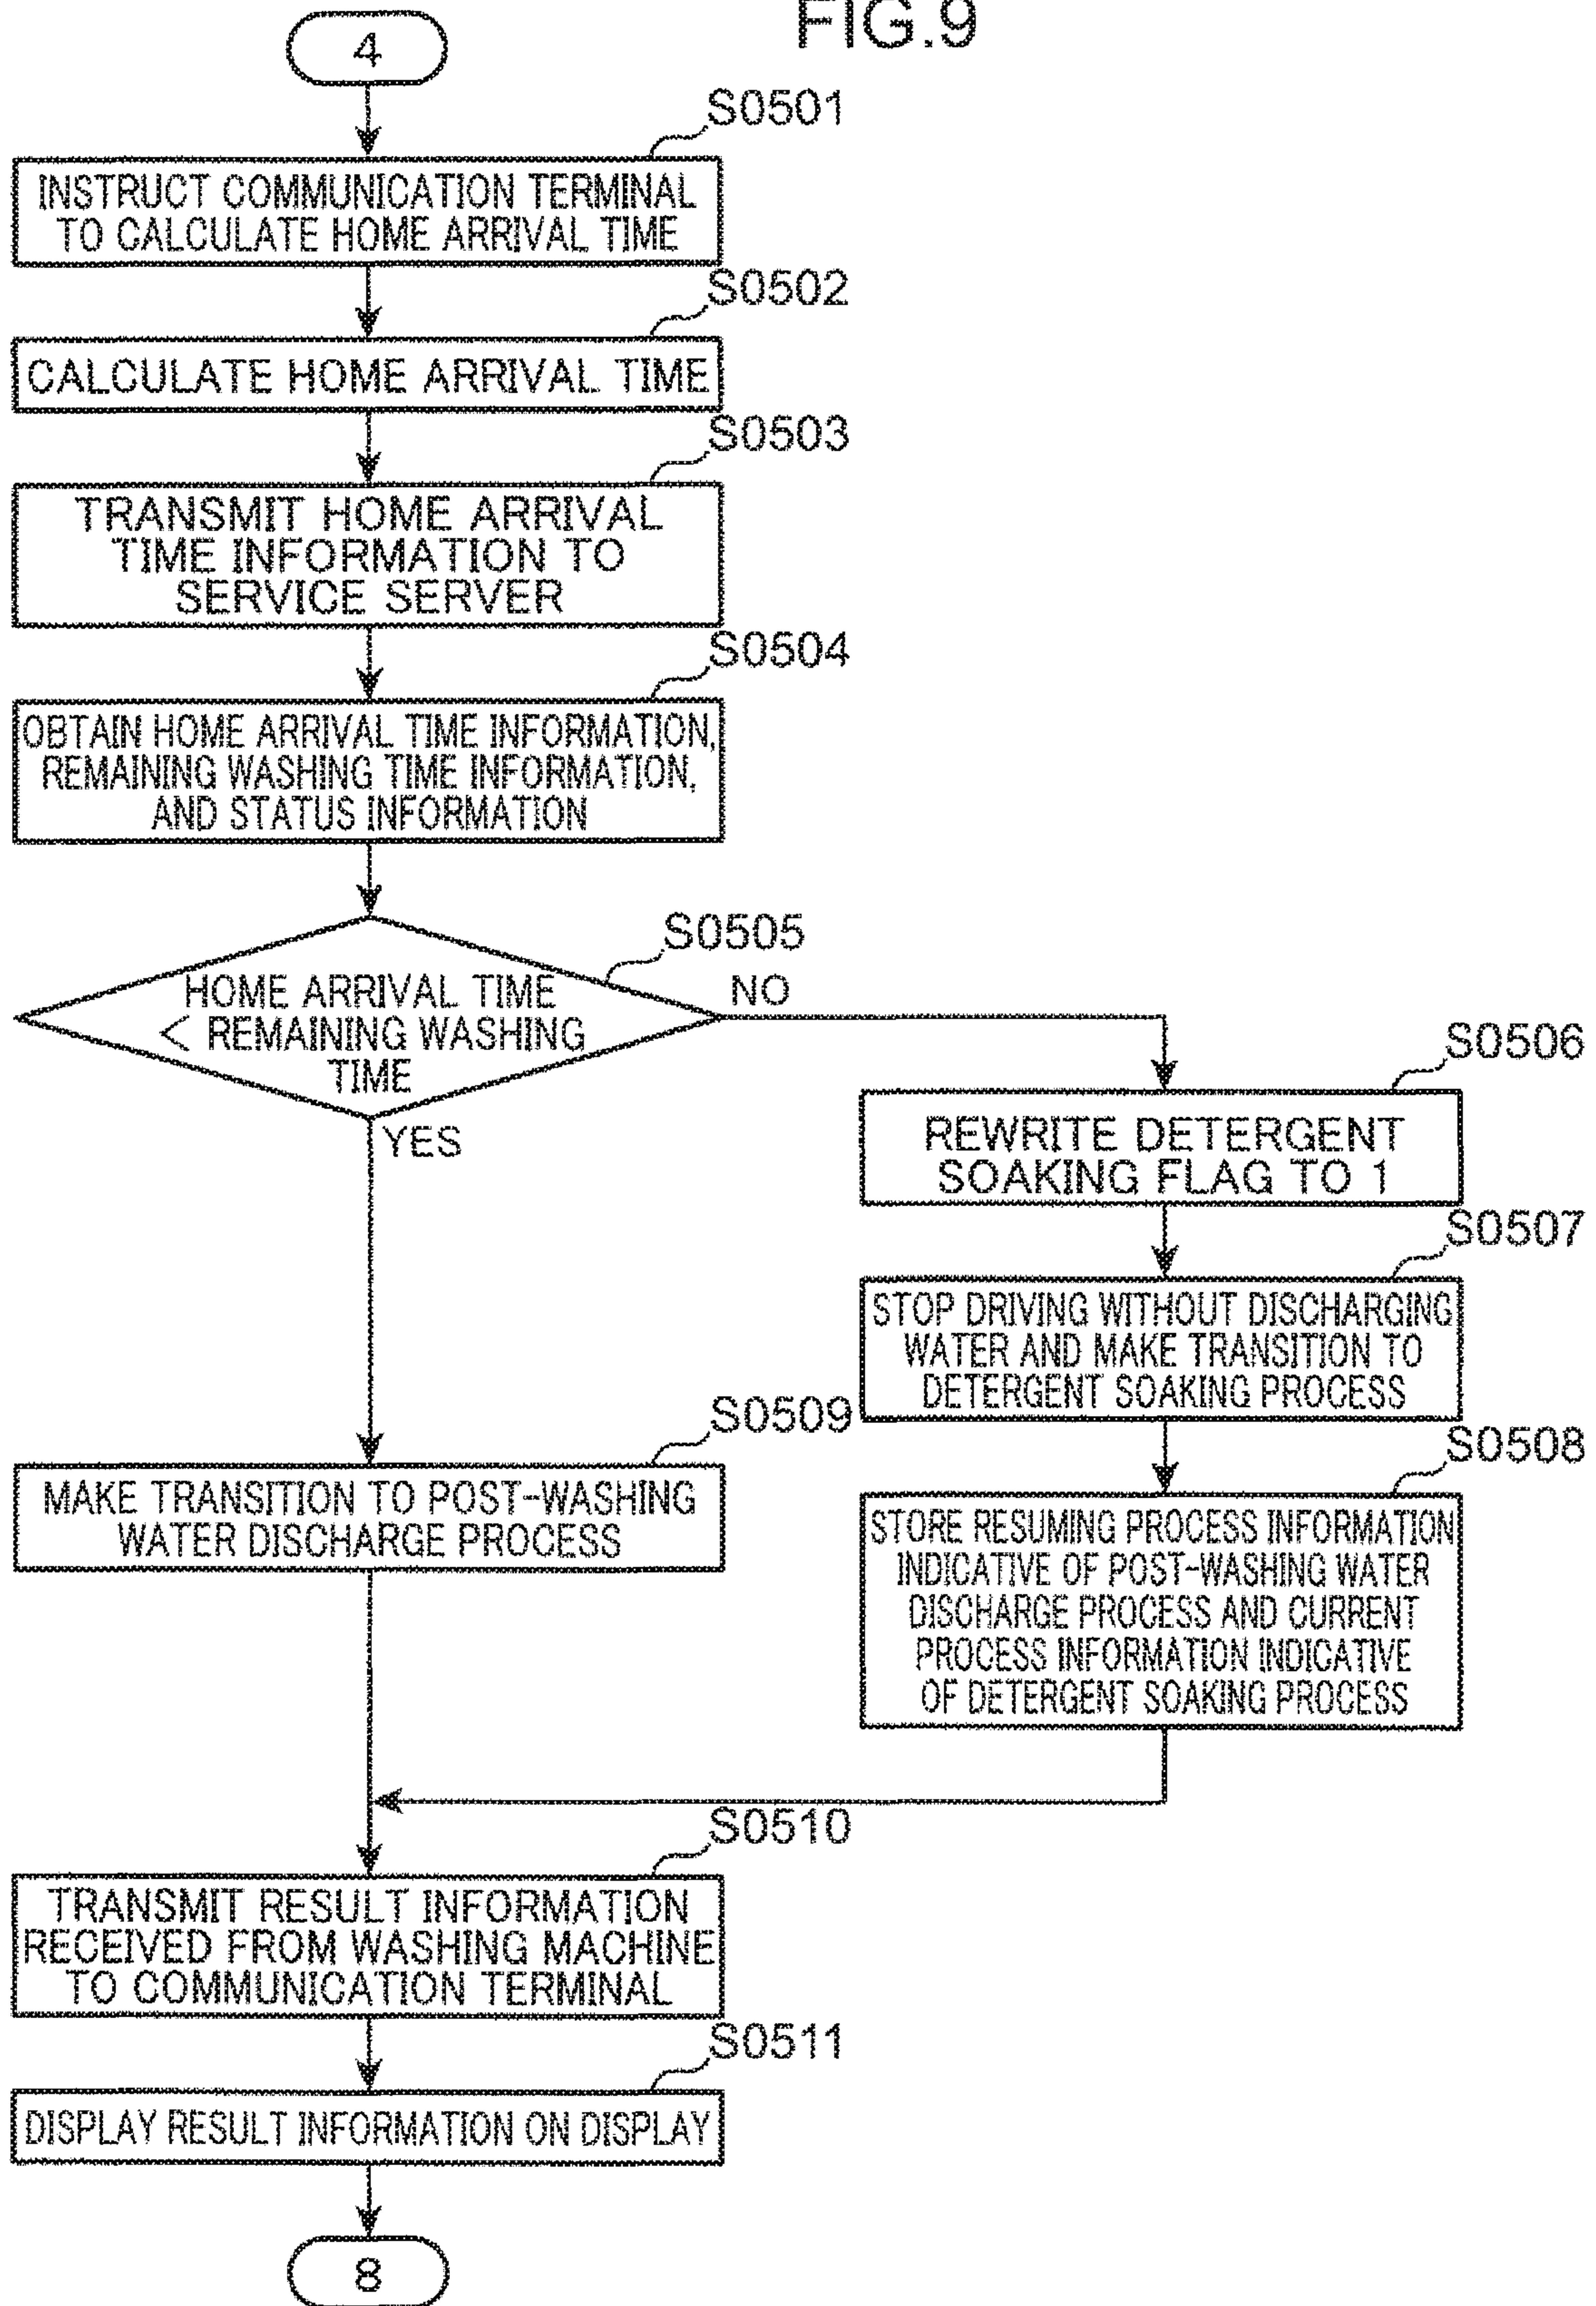 FIG.9
4
S0501
INSTRUCT COMMUNICATION TERMINAL
TO CALCULATE HOME ARRIVAL TIME
S0502
CALCULATE HOME ARRIVAL TIME
S0503
TRANSMIT HOME ARRIVAL
TIME INFORMATION TO
SERVICE SERVER
S0504
OBTAIN HOME ARRIVAL TIME INFORMATION,
REMAINING WASHING TIME INFORMATION,
AND STATUS INFORMATION
S0505
HOME ARRIVAL TIME
< REMAINING WASHING
TIME
NO
YES
S0506
REWRITE DETERGENT
SOAKING FLAG TO 1
S0507
STOP DRIVING WITHOUT DISCHARGING
WATER AND MAKE TRANSITION TO
DETERGENT SOAKING PROCESS
S0508
STORE RESUMING PROCESS INFORMATION
INDICATIVE OF POST-WASHING WATER
DISCHARGE PROCESS AND CURRENT
PROCESS INFORMATION INDICATIVE
OF DETERGENT SOAKING PROCESS
S0509
MAKE TRANSITION TO POST-WASHING
WATER DISCHARGE PROCESS
S0510
TRANSMIT RESULT INFORMATION
RECEIVED FROM WASHING MACHINE
TO COMMUNICATION TERMINAL
S0511
DISPLAY RESULT INFORMATION ON DISPLAY
8